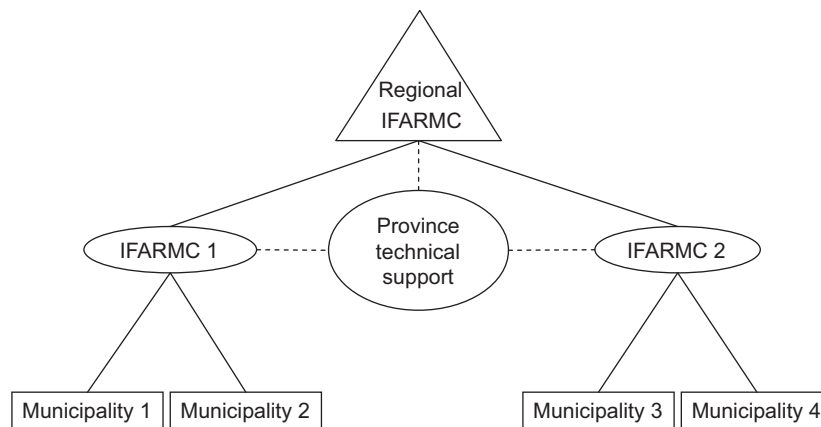 Regional
IFARMC
IFARMC 1
Province
technical
support
IFARMC 2
Municipality 1
Municipality 2
Municipality 3
Municipality 4